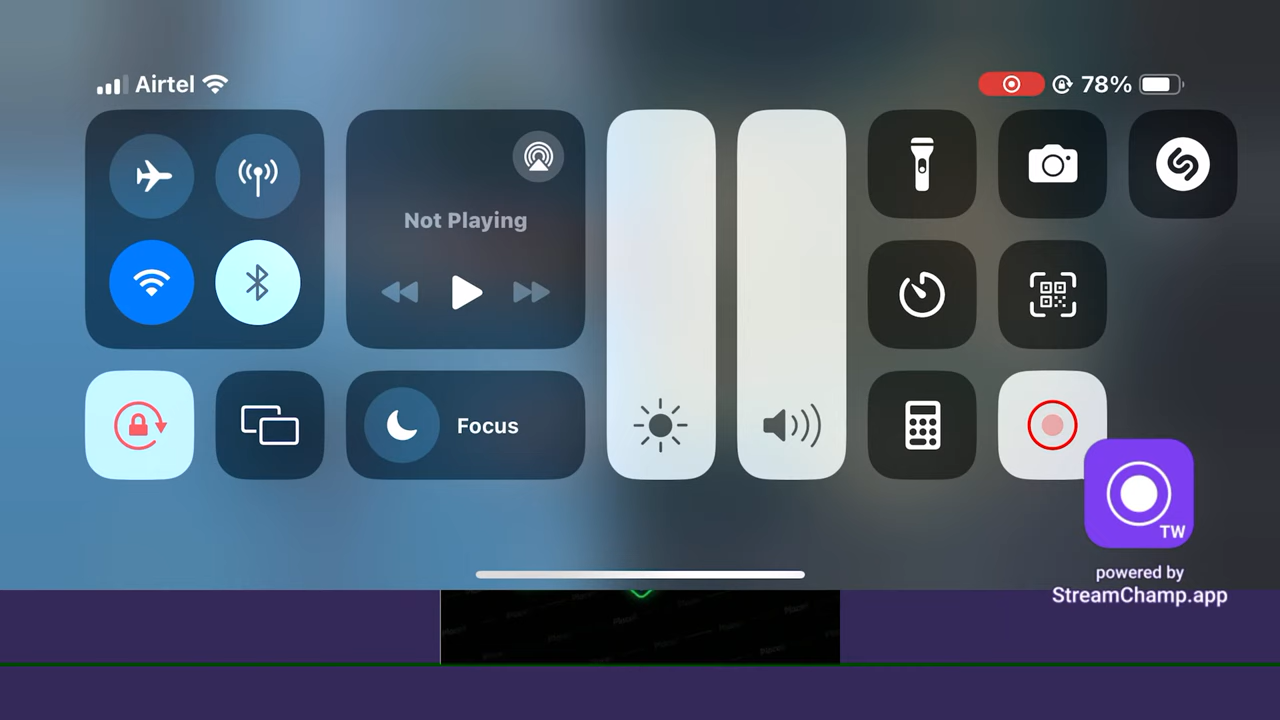 Airtel
78%
Not Playing
Focus
TW
powered by
StreamChamp.app